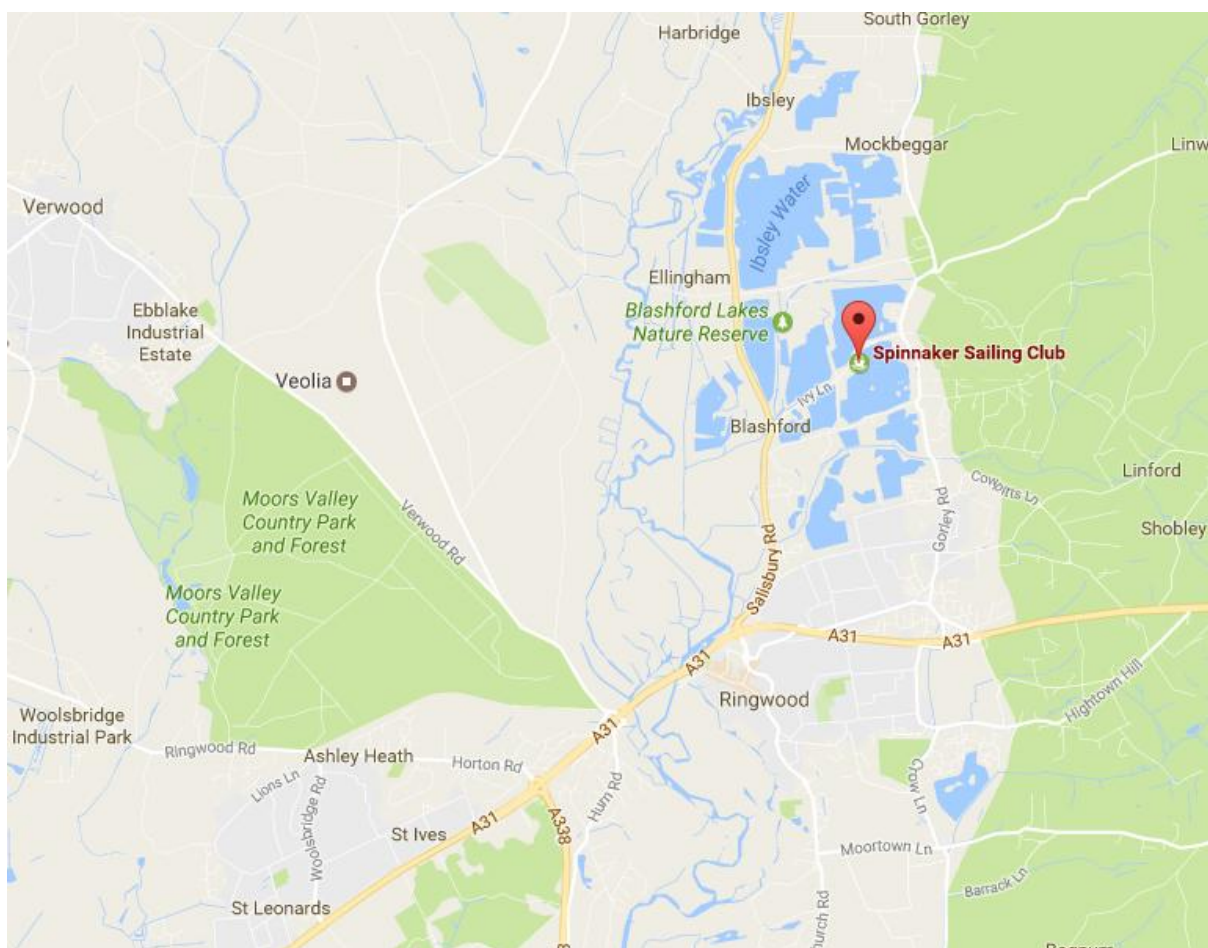 South Gorley
Harbridge
Ibsley
Mockbeggar
Linw
Verwood
Ibsley Water
Ellingham
Blashford Lakes
Nature Reserve
Ebblake
Industrial
Estate
Spinnaker Sailing Club
Veolia
Ivy Ln
Blashford
Linford
Cowpitts Ln
Moors Valley
Country Park
and Forest
Verwood Rd
Gorley Rd
Shobley
Salisbury Rd
Moors Valley
Country Park
and Forest
A31
A31
A31
Ringwood
Hightown Hill
Woolsbridge
Industrial Park
Ringwood Rd
Ashley Heath
Horton Rd
A31
Lions Ln
Woolsbridge Rd
Hurn Rd
Crow Ln
A31
St Ives
A338
Moortown Ln
Barrack Ln
St Leonards
hurch Rd